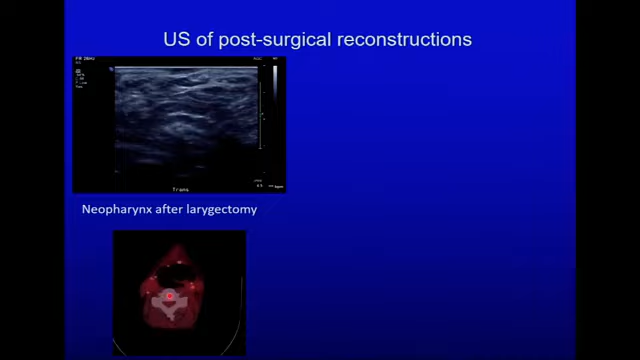 US of post-surgical reconstructions
Trans
Neopharynx after larygectomy